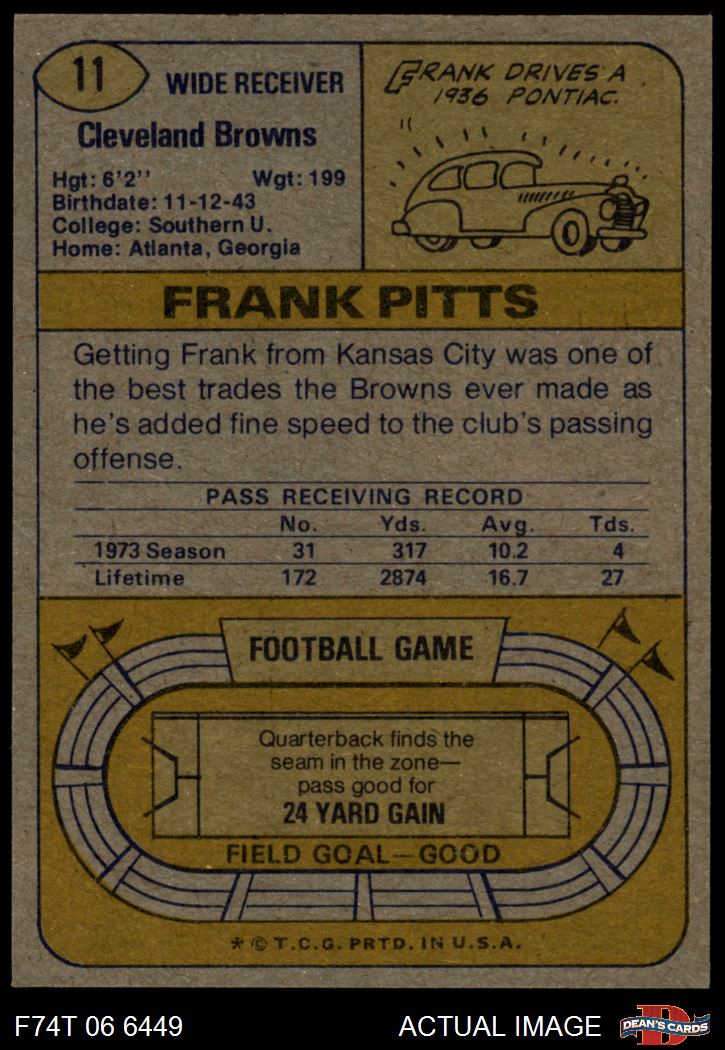 11
WIDE RECEIVER
Cleveland Browns
Hgt: 6'2" Wgt: 199
Birthdate: 11-12-43
College: Southern U.
Home: Atlanta, Georgia
FRANK DRIVES A
1936 PONTIAC.
FRANK PITTS
Getting Frank from Kansas City was one of
the best trades the Browns ever made as
he's added fine speed to the club's passing
offense.
PASS RECEIVING RECORD
No. Yds. Avg. Tds.
1973 Season 31 317 10.2 4
Lifetime 172 2874 16.7 27
FOOTBALL GAME
Quarterback finds the
seam in the zone—
pass good for
24 YARD GAIN
FIELD GOAL—GOOD
* © T.C.G. PRTD. IN U.S.A.
F74T 06 6449
ACTUAL IMAGE
D
DEAN'S CARDS